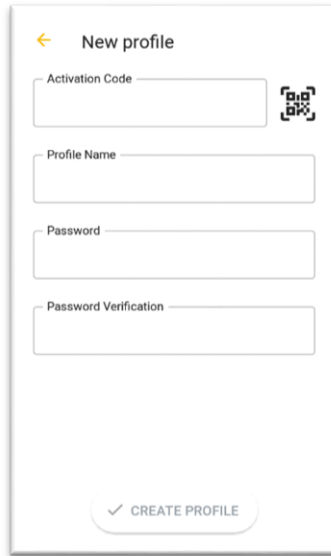 New profile
Activation Code
Profile Name
Password
Password Verification
CREATE PROFILE